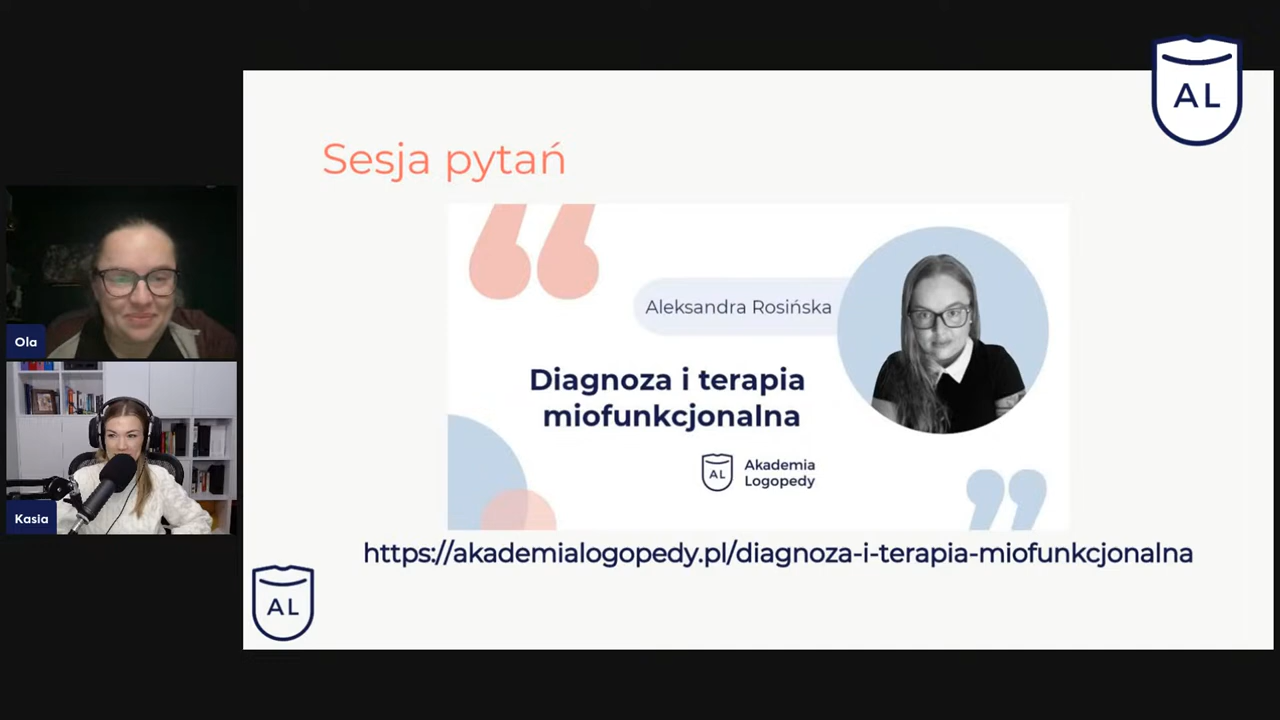 AL
Sesja pytań
Aleksandra Rosińska
Diagnoza i terapia
miofunkcjonalna
AL
Akademia
Logopedy
https://akademialogopedy.pl/diagnoza-i-terapia-miofunkcjonalna
AL
Ola
Kasia